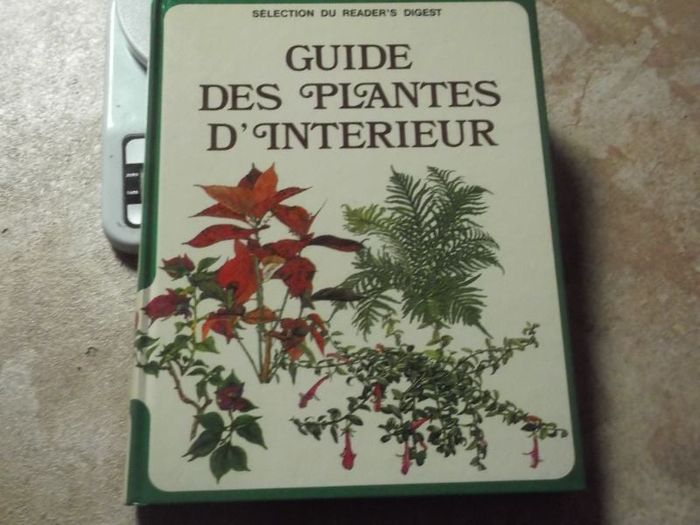 SÉLECTION DU READER'S DIGEST
GUIDE
DES PLANTES
D'INTERIEUR